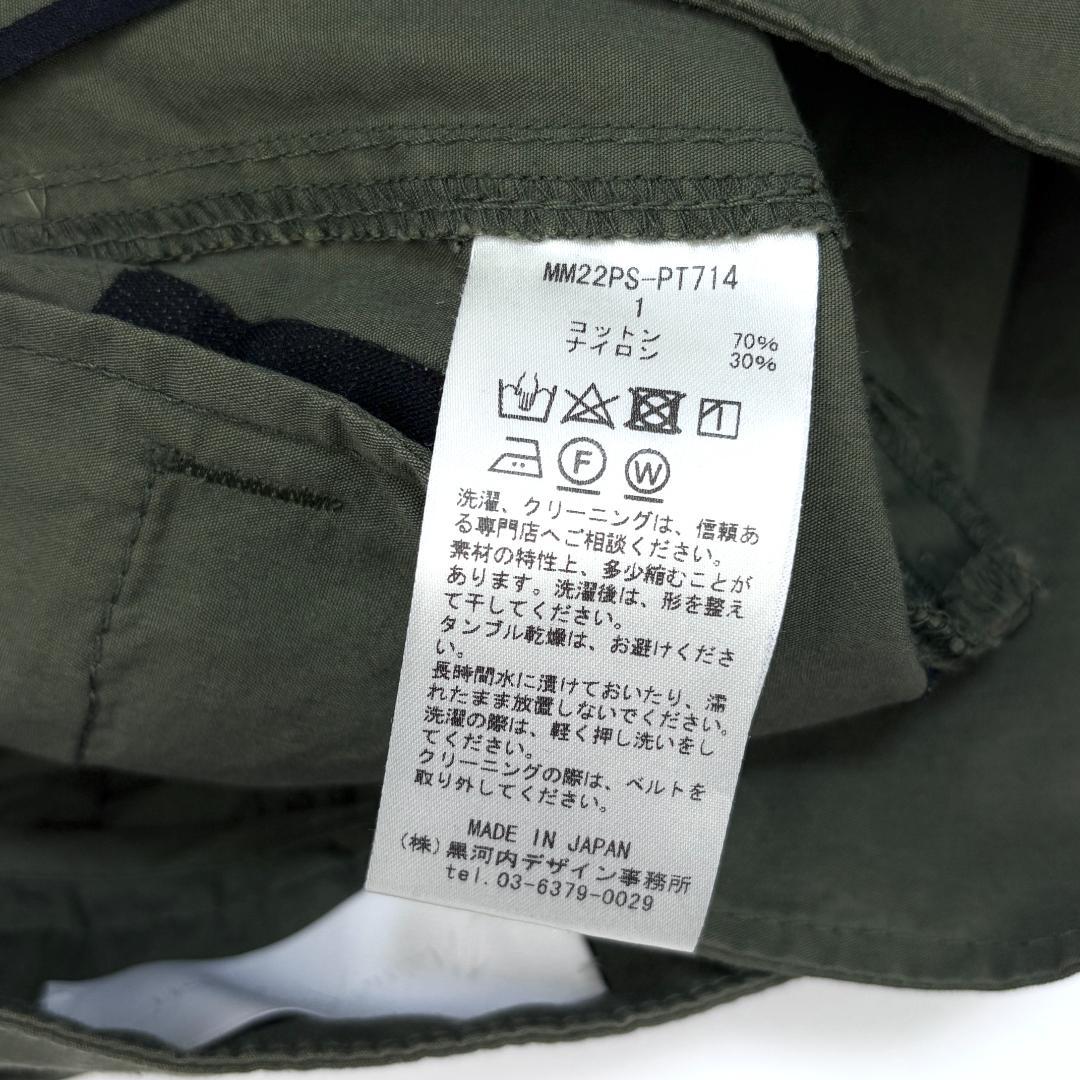 MM22PS-PT714
1
コットン 70%
ナイロン 30%
F W
洗濯、クリーニングは、信頼あ
る専門店へご相談ください。
素材の特性上、多少縮むことが
あります。洗濯後は、形を整え
て干してください。
タンブル乾燥は、お避けくださ
い。
長時間水に漬けておいたり、濡
れたまま放置しないでください。
洗濯の際は、軽く押し洗いをし
てください。
クリーニングの際は、ベルトを
取り外してください。
MADE IN JAPAN
(株)黒河内デザイン事務所
tel.03-6379-0029